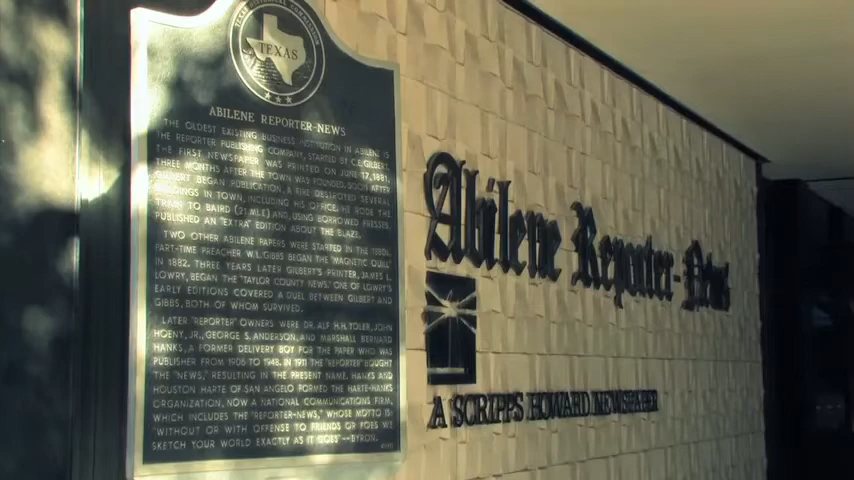 TEXAS HISTORICAL COMMISSION
TEXAS
ABILENE REPORTER-NEWS
THE OLDEST EXISTING BUSINESS INSTITUTION IN ABILENE IS
THE REPORTER PUBLISHING COMPANY, STARTED BY C.E. GILBERT.
THE FIRST NEWSPAPER WAS PRINTED ON JUNE 17, 1881,
THREE MONTHS AFTER THE TOWN WAS FOUNDED. SOON AFTER
GILBERT BEGAN PUBLICATION, A FIRE DESTROYED SEVERAL
BUILDINGS IN TOWN, INCLUDING HIS OFFICE. HE RODE THE
TRAIN TO BAIRD (21 MI. E) AND, USING BORROWED PRESSES,
PUBLISHED AN "EXTRA" EDITION ABOUT THE BLAZE.
TWO OTHER ABILENE PAPERS WERE STARTED IN THE 1880s.
PART-TIME PREACHER W.L. GIBBS BEGAN THE "MAGNETIC QUILL"
IN 1882. THREE YEARS LATER GILBERT'S PRINTER, JAMES L.
LOWRY, BEGAN THE "TAYLOR COUNTY NEWS." ONE OF LOWRY'S
EARLY EDITIONS COVERED A DUEL BETWEEN GILBERT AND
GIBBS, BOTH OF WHOM SURVIVED.
LATER "REPORTER" OWNERS WERE DR. ALF H.H. TOLER, JOHN
HOENY, JR., GEORGE S. ANDERSON, AND MARSHALL BERNARD
HANKS, A FORMER DELIVERY BOY FOR THE PAPER WHO WAS
PUBLISHER FROM 1906 TO 1948. IN 1911 THE "REPORTER" BOUGHT
THE "NEWS," RESULTING IN THE PRESENT NAME. HANKS AND
HOUSTON HARTE OF SAN ANGELO FORMED THE HARTE-HANKS
ORGANIZATION, NOW A NATIONAL COMMUNICATIONS FIRM,
WHICH INCLUDES THE "REPORTER-NEWS," WHOSE MOTTO IS:
"WITHOUT OR WITH OFFENSE TO FRIENDS OR FOES WE
SKETCH YOUR WORLD EXACTLY AS IT GOES"--BYRON.
Abilene Reporter-News
A SCRIPPS HOWARD NEWSPAPER